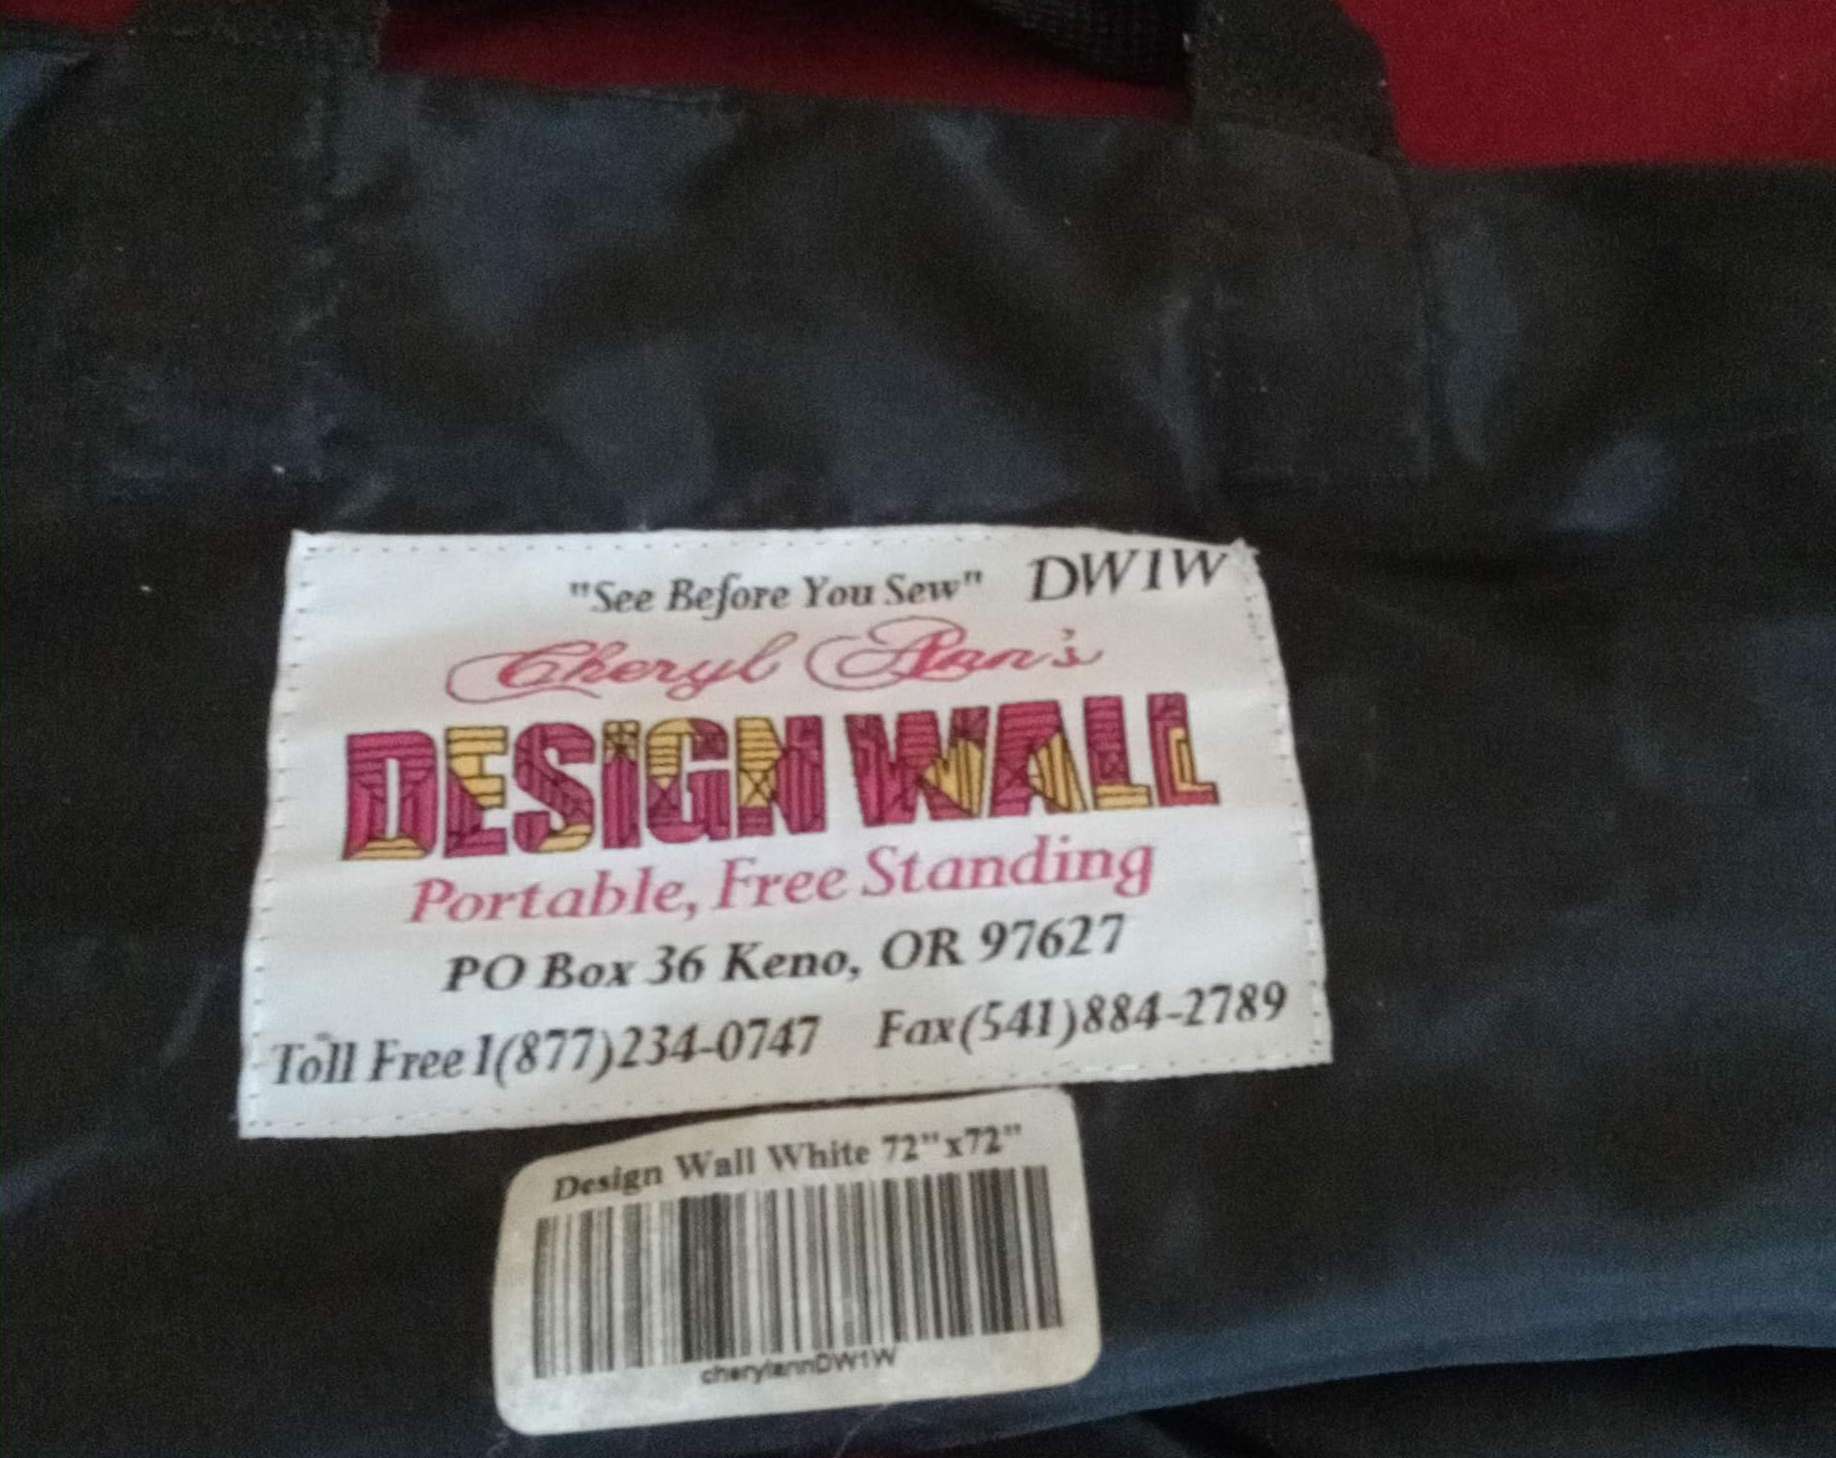 "See Before You Sew" DW1W
Cheryl Ann's
DESIGN WALL
Portable, Free Standing
PO Box 36 Keno, OR 97627
Toll Free 1(877)234-0747 Fax(541)884-2789
Design Wall White 72"x72"
cherylannDW1W